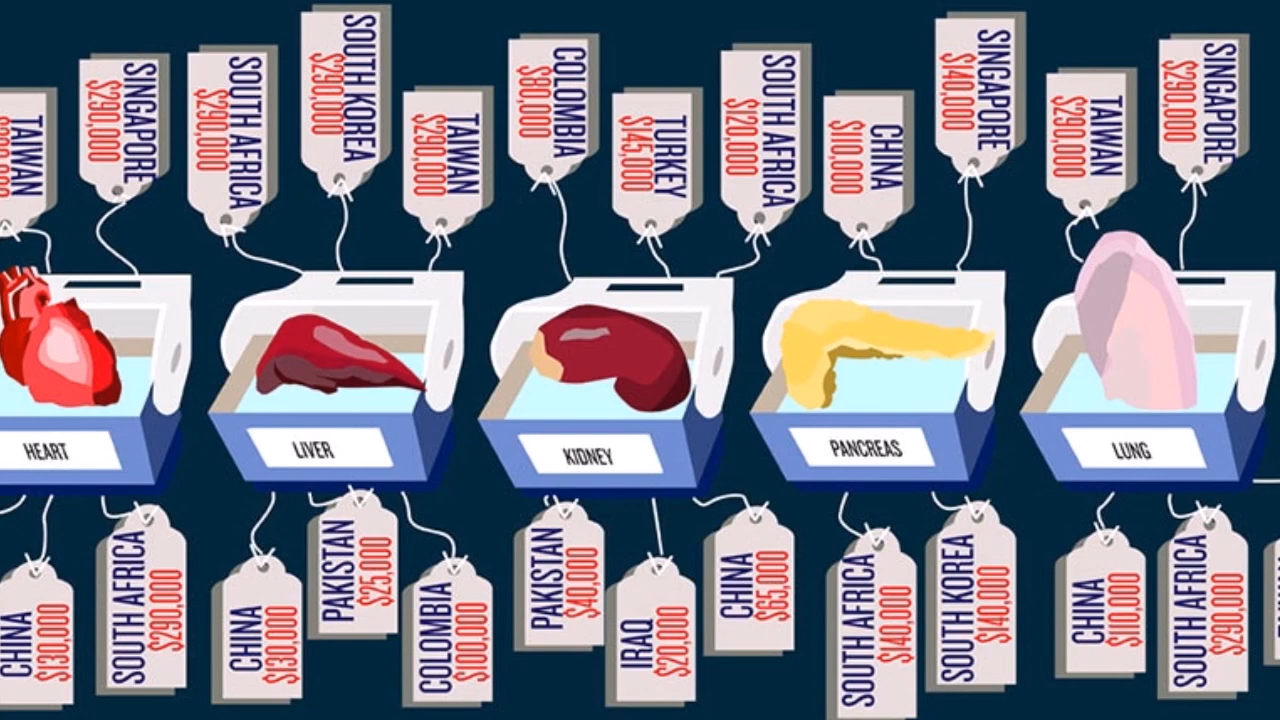 TAIWAN
SINGAPORE
$290,000
SOUTH AFRICA
$290,000
SOUTH KOREA
$290,000
TAIWAN
$290,000
COLOMBIA
$80,000
TURKEY
$145,000
SOUTH AFRICA
$120,000
CHINA
$110,000
SINGAPORE
$140,000
TAIWAN
$290,000
SINGAPORE
$290,000
HEART
LIVER
KIDNEY
PANCREAS
LUNG
CHINA
$130,000
SOUTH AFRICA
$290,000
CHINA
$130,000
PAKISTAN
$25,000
COLOMBIA
$100,000
PAKISTAN
$40,000
IRAQ
$20,000
CHINA
$65,000
SOUTH AFRICA
$140,000
SOUTH KOREA
$140,000
CHINA
$110,000
SOUTH AFRICA
$290,000